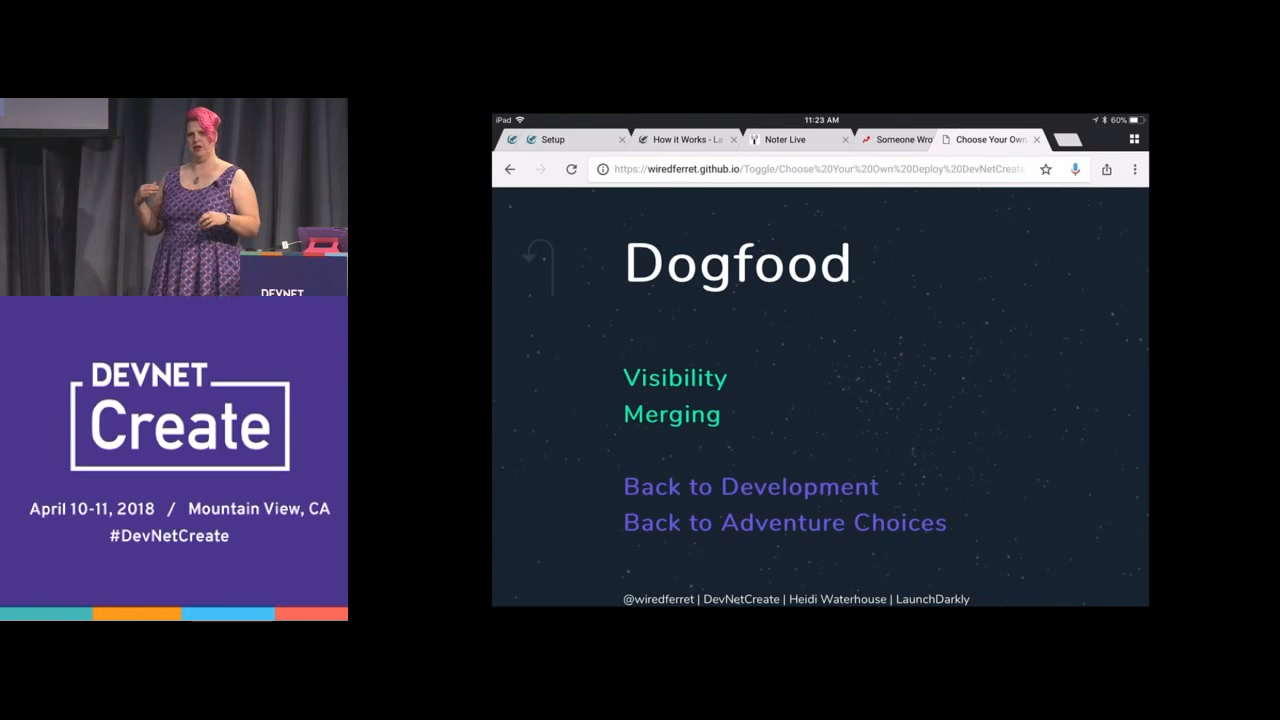 DEVNET
DEVNET
Create
April 10-11, 2018 / Mountain View, CA
#DevNetCreate
iPad
11:23 AM
60%
Setup
How it Works - La
Noter Live
Someone Wro
Choose Your Own
https://wiredferret.github.io/Toggle/Choose%20Your%20Own%20Deploy%20DevNetCreate
Dogfood
Visibility
Merging
Back to Development
Back to Adventure Choices
@wiredferret | DevNetCreate | Heidi Waterhouse | LaunchDarkly